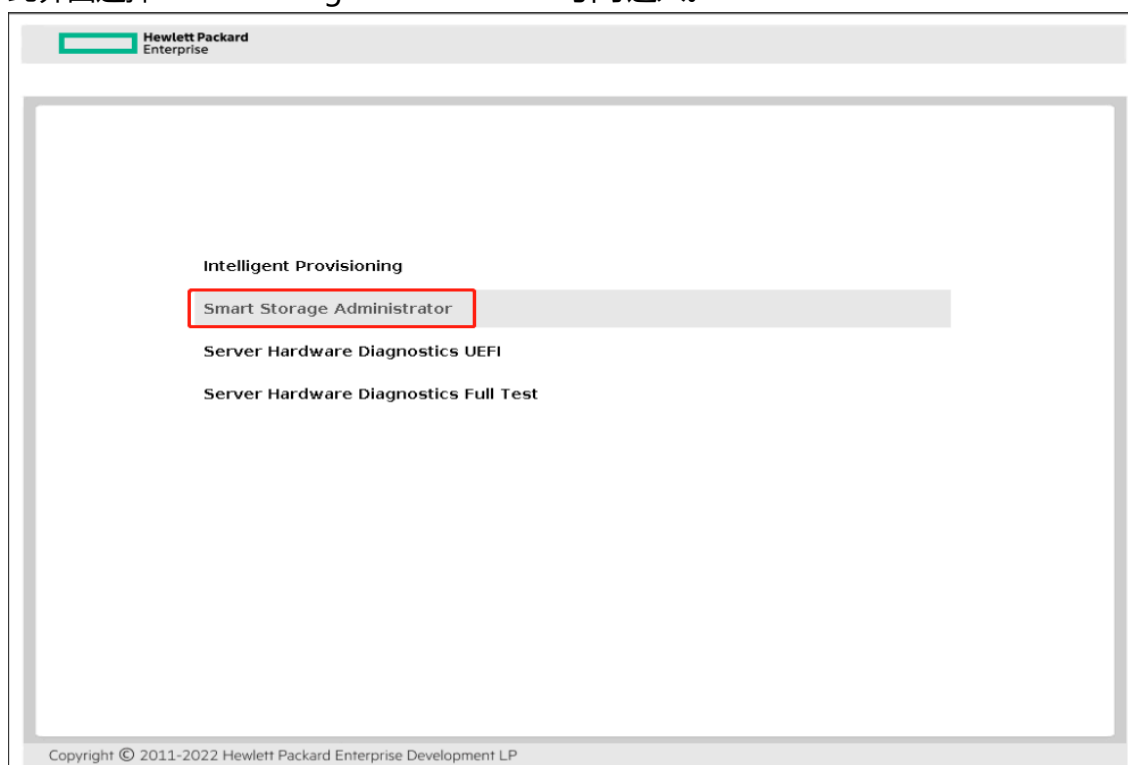 Hewlett Packard
Enterprise
Intelligent Provisioning
Smart Storage Administrator
Server Hardware Diagnostics UEFI
Server Hardware Diagnostics Full Test
Copyright © 2011-2022 Hewlett Packard Enterprise Development LP